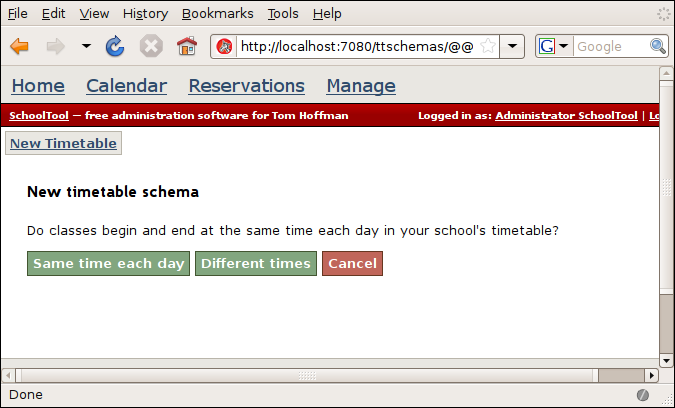 File Edit View History Bookmarks Tools Help
http://localhost:7080/ttschemas/@@ Google
Home Calendar Reservations Manage
SchoolTool — free administration software for Tom Hoffman Logged in as: Administrator SchoolTool | Lo
New Timetable
New timetable schema
Do classes begin and end at the same time each day in your school's timetable?
Same time each day Different times Cancel
Done